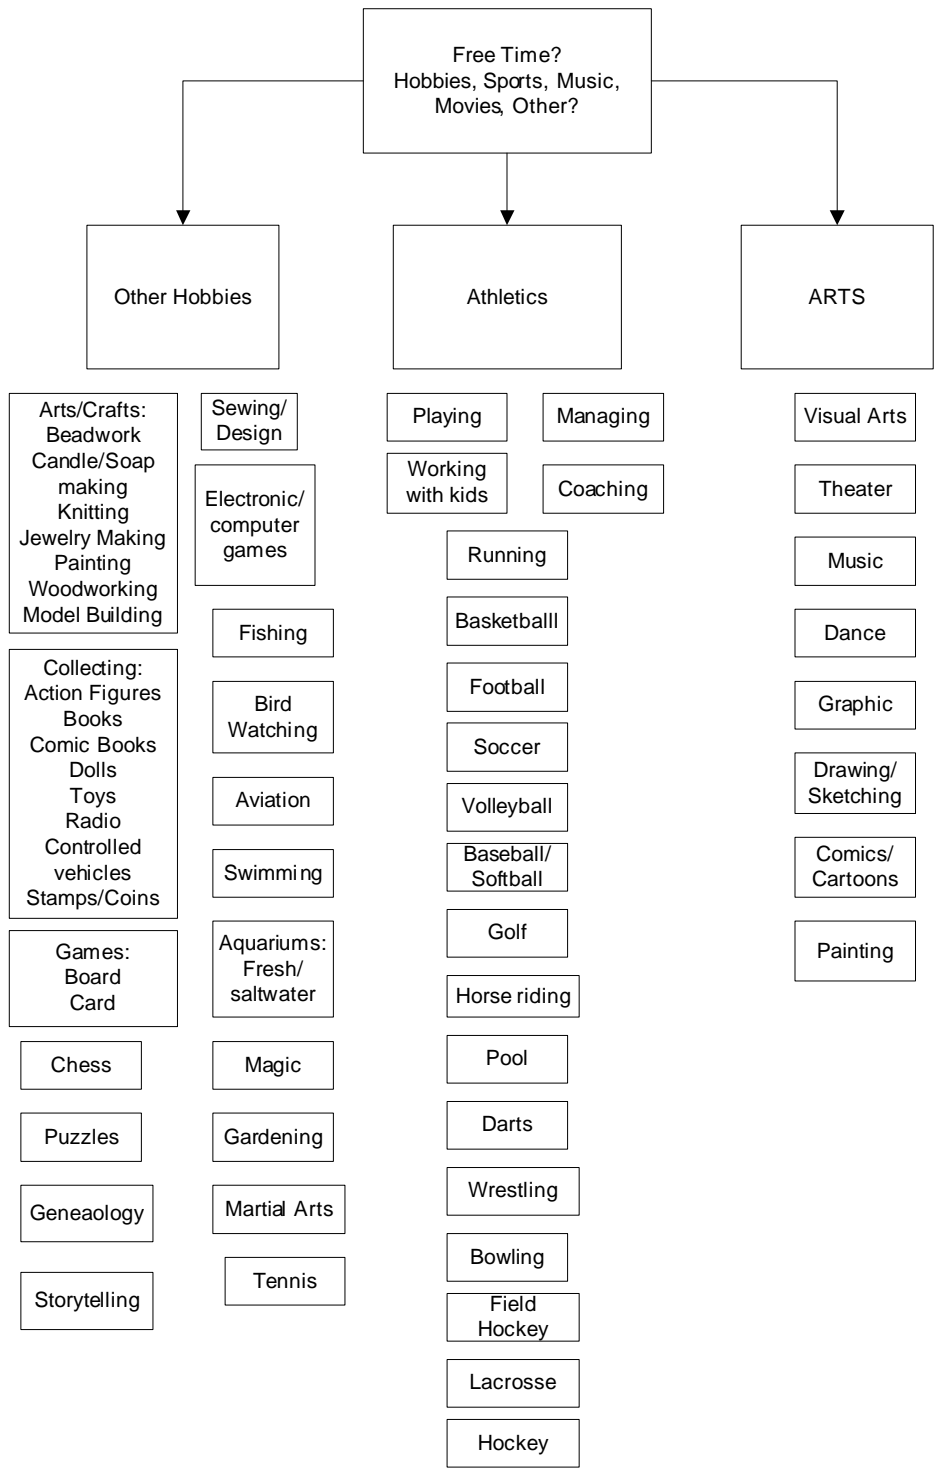 Free Time?
Hobbies, Sports, Music,
Movies, Other?
Other Hobbies
Athletics
ARTS
Arts/Crafts:
Beadwork
Candle/Soap
making
Knitting
Jewelry Making
Painting
Woodworking
Model Building
Collecting:
Action Figures
Books
Comic Books
Dolls
Toys
Radio
Controlled
vehicles
Stamps/Coins
Games:
Board
Card
Chess
Puzzles
Geneaology
Storytelling
Sewing/
Design
Electronic/
computer
games
Fishing
Bird
Watching
Aviation
Swimming
Aquariums:
Fresh/
saltwater
Magic
Gardening
Martial Arts
Tennis
Playing
Managing
Working
with kids
Coaching
Running
Basketballl
Football
Soccer
Volleyball
Baseball/
Softball
Golf
Horse riding
Pool
Darts
Wrestling
Bowling
Field
Hockey
Lacrosse
Hockey
Visual Arts
Theater
Music
Dance
Graphic
Drawing/
Sketching
Comics/
Cartoons
Painting